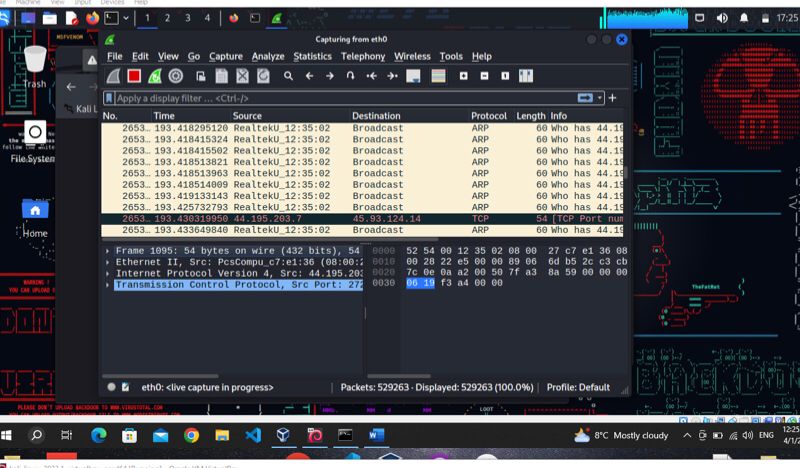 Machine View Input Devices Help
1 2 3 4
17:25
MSFVENOM
Capturing from eth0
File Edit View Go Capture Analyze Statistics Telephony Wireless Tools Help
Apply a display filter ... <Ctrl-/>
Trash
Kali L
File System
Home
No. Time Source Destination Protocol Length Info
2653… 193.418295120 RealtekU_12:35:02 Broadcast ARP 60 Who has 44.19
2653… 193.418415324 RealtekU_12:35:02 Broadcast ARP 60 Who has 44.19
2653… 193.418415502 RealtekU_12:35:02 Broadcast ARP 60 Who has 44.19
2653… 193.418513821 RealtekU_12:35:02 Broadcast ARP 60 Who has 44.19
2653… 193.418513963 RealtekU_12:35:02 Broadcast ARP 60 Who has 44.19
2653… 193.418514009 RealtekU_12:35:02 Broadcast ARP 60 Who has 44.19
2653… 193.419133143 RealtekU_12:35:02 Broadcast ARP 60 Who has 44.19
2653… 193.425732793 RealtekU_12:35:02 Broadcast ARP 60 Who has 44.19
2653… 193.430319950 44.195.203.7 45.93.124.14 TCP 54 [TCP Port num
2653… 193.433649840 RealtekU_12:35:02 Broadcast ARP 60 Who has 44.19
Frame 1095: 54 bytes on wire (432 bits), 54
Ethernet II, Src: PcsCompu_c7:e1:36 (08:00:2
Internet Protocol Version 4, Src: 44.195.203
Transmission Control Protocol, Src Port: 272
0000 52 54 00 12 35 02 08 00 27 c7 e1 36 08
0010 00 28 22 e5 00 00 89 06 6d b5 2c c3 cb
0020 7c 0e 0a a2 00 50 7f a3 8a 59 00 00 00
0030 06 19 f3 a4 00 00
eth0: <live capture in progress>
Packets: 529263 · Displayed: 529263 (100.0%)
Profile: Default
WARNING !
YOU CAN UPLOAD
TheFatRat
PLEASE DON'T UPLOAD BACKDOOR TO WWW.VIRUSTOTAL.COM
LOOT
8°C Mostly cloudy
ENG
12:25
4/1/2